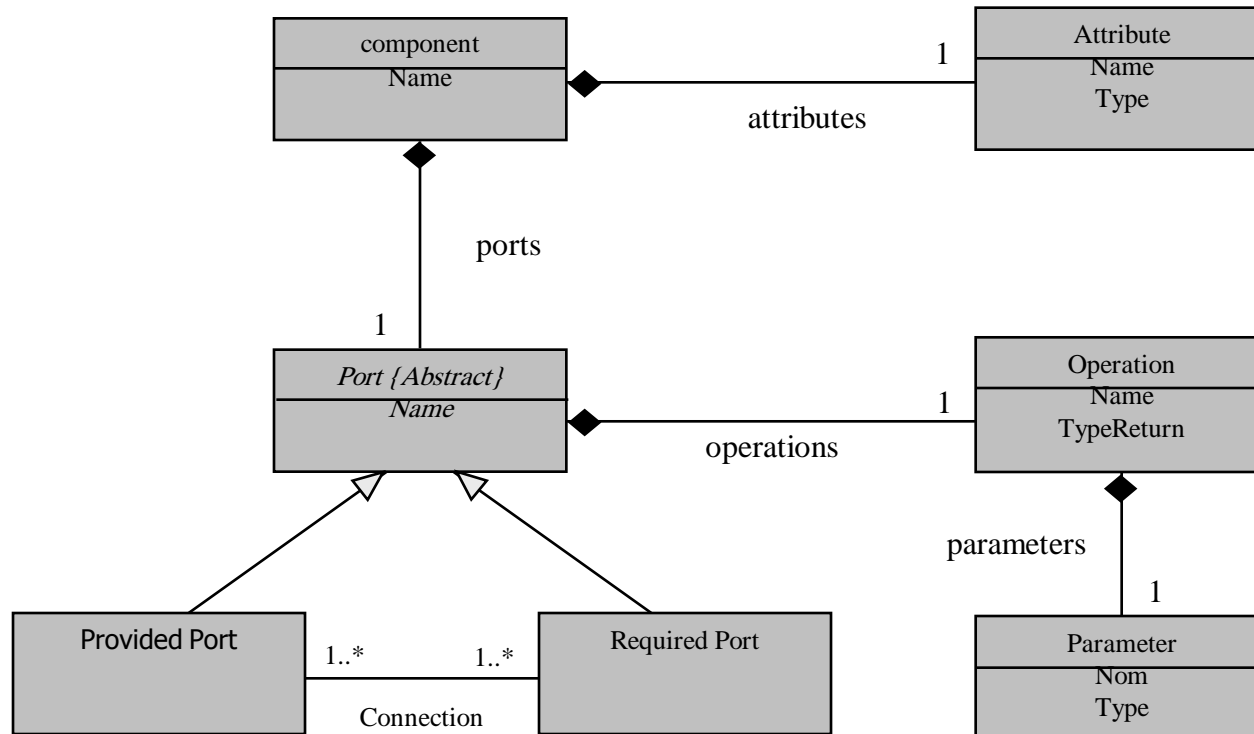 component
Name
1
attributes
Attribute
Name
Type
ports
1
Port {Abstract}
Name
1
operations
Operation
Name
TypeReturn
parameters
1
Provided Port
1..*
1..*
Connection
Required Port
Parameter
Nom
Type